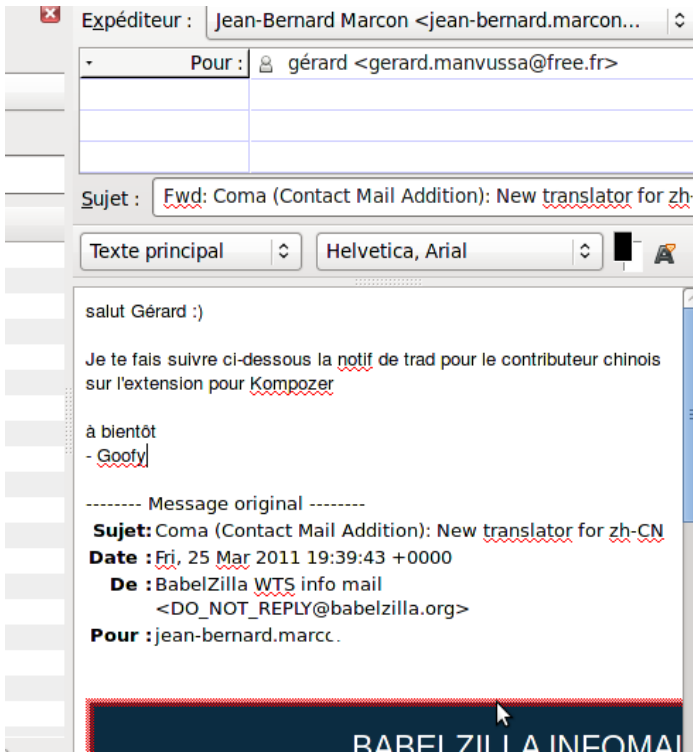 Expéditeur : Jean-Bernard Marcon <jean-bernard.marcon...
Pour : gérard <gerard.manvussa@free.fr>
Sujet : Fwd: Coma (Contact Mail Addition): New translator for zh-
Texte principal Helvetica, Arial
salut Gérard :)
Je te fais suivre ci-dessous la notif de trad pour le contributeur chinois
sur l'extension pour Kompozer
à bientôt
- Goofy
-------- Message original --------
Sujet: Coma (Contact Mail Addition): New translator for zh-CN
Date : Fri, 25 Mar 2011 19:39:43 +0000
De : BabelZilla WTS info mail
<DO_NOT_REPLY@babelzilla.org>
Pour : jean-bernard.marc
BABELZILLA INFOMAI